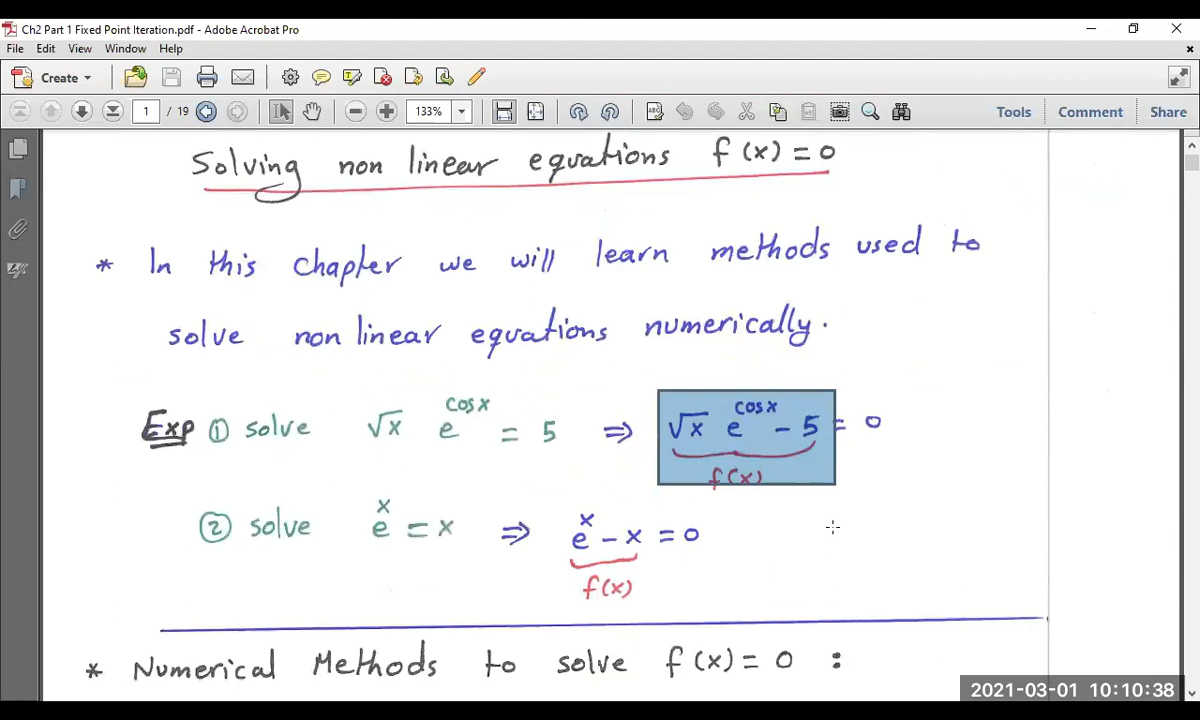 Ch2 Part 1 Fixed Point Iteration.pdf - Adobe Acrobat Pro
File Edit View Window Help
Create
1 / 19 133% Tools Comment Share
Solving non linear equations f(x) = 0
* In this chapter we will learn methods used to
solve non linear equations numerically.
Exp ① solve √x e^cosx = 5 ⇒ √x e^cosx - 5 = 0
f(x)
② solve e^x = x ⇒ e^x - x = 0
f(x)
* Numerical Methods to solve f(x) = 0 :
2021-03-01 10:10:38